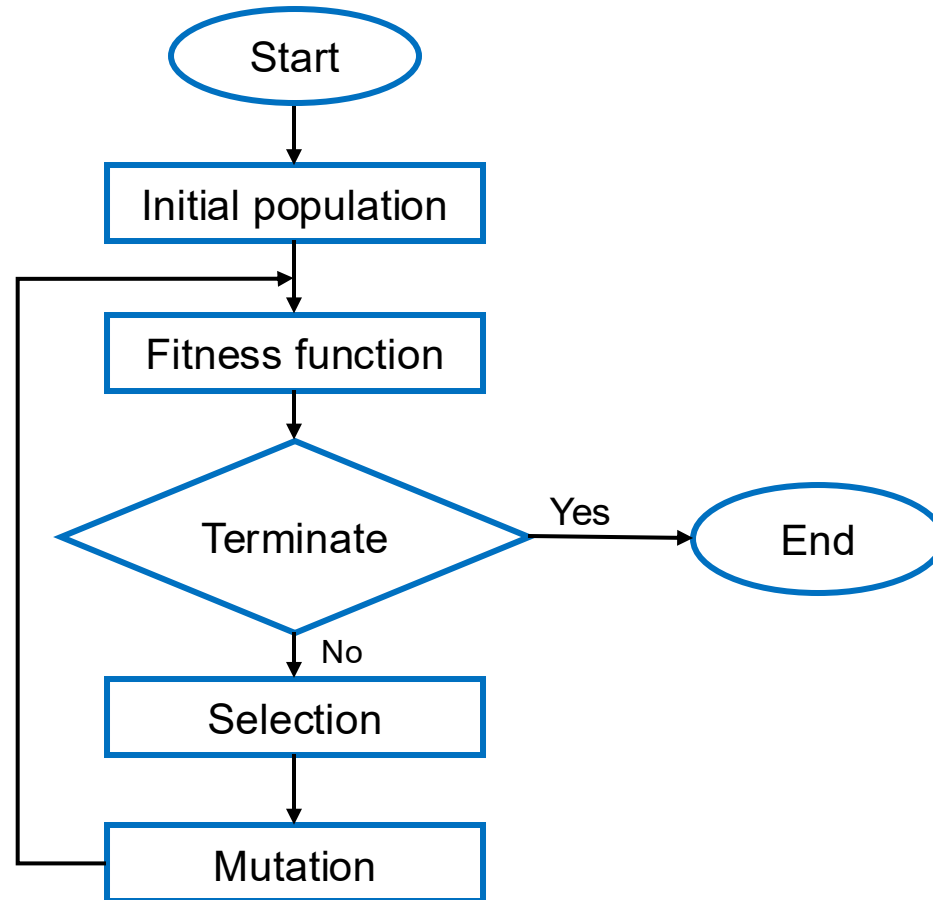 Start
Initial population
Fitness function
Terminate
Yes
End
No
Selection
Mutation